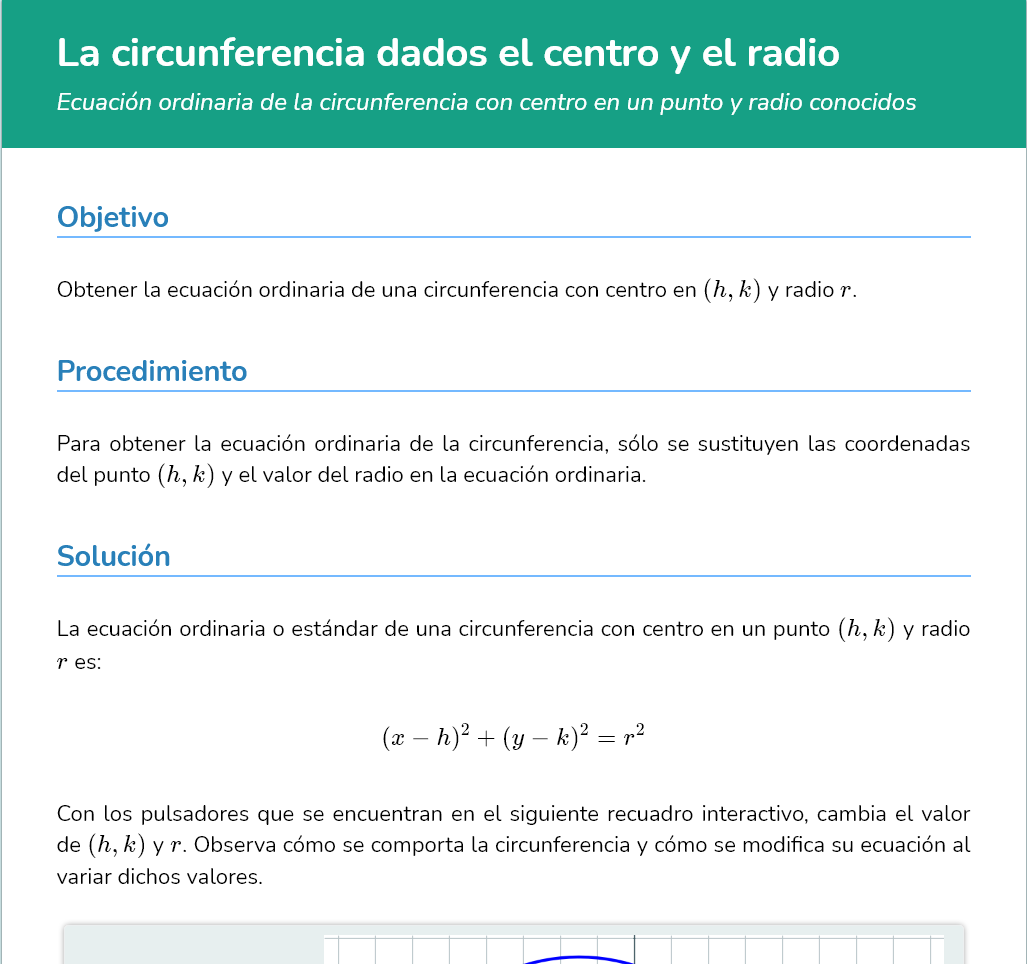 La circunferencia dados el centro y el radio
Ecuación ordinaria de la circunferencia con centro en un punto y radio conocidos
Objetivo
Obtener la ecuación ordinaria de una circunferencia con centro en (h, k) y radio r.
Procedimiento
Para obtener la ecuación ordinaria de la circunferencia, sólo se sustituyen las coordenadas
del punto (h, k) y el valor del radio en la ecuación ordinaria.
Solución
La ecuación ordinaria o estándar de una circunferencia con centro en un punto (h, k) y radio
r es:
(x − h)² + (y − k)² = r²
Con los pulsadores que se encuentran en el siguiente recuadro interactivo, cambia el valor
de (h, k) y r. Observa cómo se comporta la circunferencia y cómo se modifica su ecuación al
variar dichos valores.